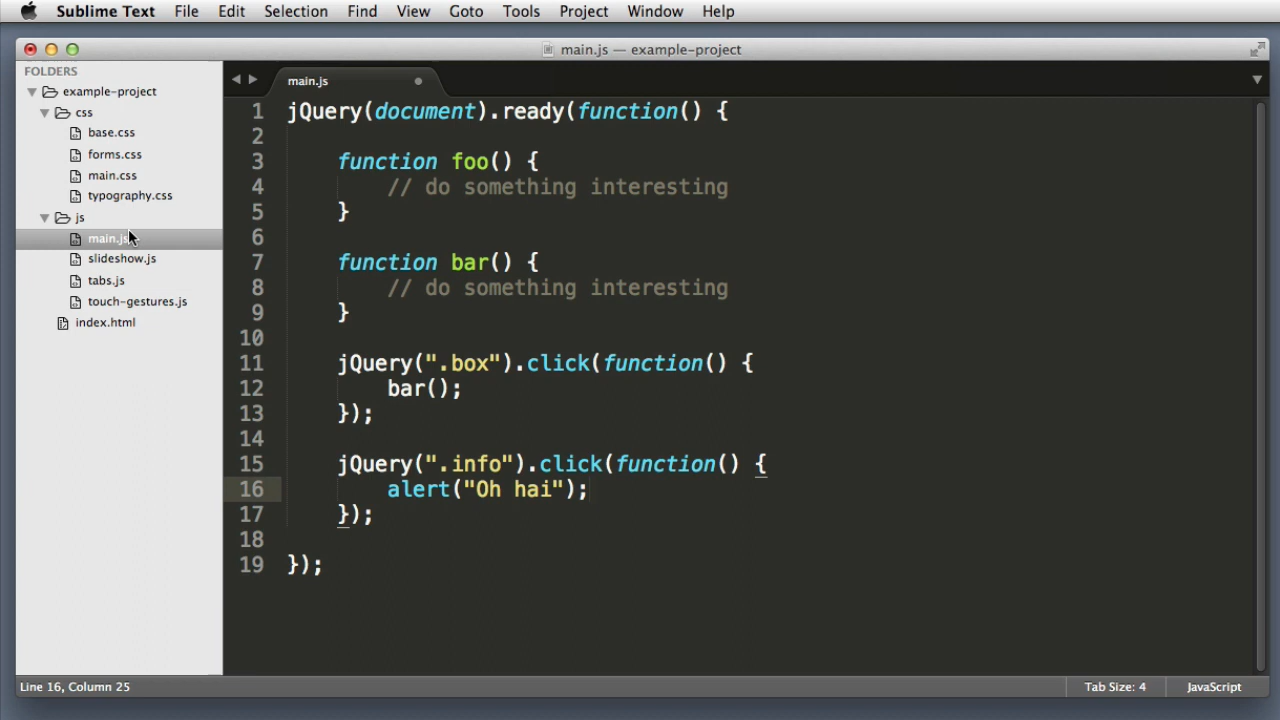 Sublime Text File Edit Selection Find View Goto Tools Project Window Help
main.js — example-project
FOLDERS
example-project
css
base.css
forms.css
main.css
typography.css
js
main.js
slideshow.js
tabs.js
touch-gestures.js
index.html
main.js
1 jQuery(document).ready(function() {
2
3     function foo() {
4         // do something interesting
5     }
6
7     function bar() {
8         // do something interesting
9     }
10
11     jQuery(".box").click(function() {
12         bar();
13     });
14
15     jQuery(".info").click(function() {
16         alert("Oh hai");
17     });
18
19 });
Line 16, Column 25 Tab Size: 4 JavaScript